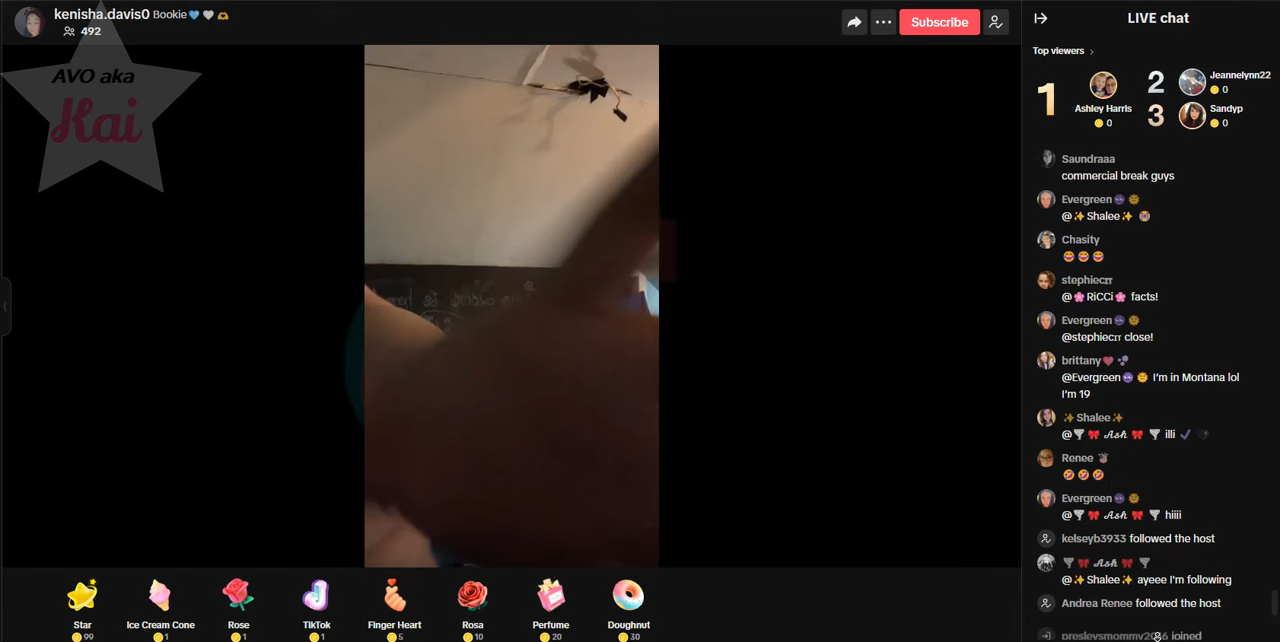 kenisha.davis0 Bookie💙🤍🫶
492
Subscribe
LIVE chat
AVO aka
Kai
Top viewers >
1
Ashley Harris
0
2
Jeannelynn22
0
3
Sandyp
0
Saundraaa
commercial break guys
Evergreen
@✨Shalee✨
Chasity
stephiecɪᴛ
@🌸RiCCi🌸 facts!
Evergreen
@stephiecɪᴛ close!
brittany
@Evergreen I'm in Montana lol
I'm 19
✨Shalee✨
@🎀 𝓐𝓼𝓱 🎀 illi
Renee
🤣🤣🤣
Evergreen
@🎀 𝓐𝓼𝓱 🎀 hiiii
kelseyb3933 followed the host
🎀 𝓐𝓼𝓱 🎀
@✨Shalee✨ ayeee I'm following
Andrea Renee followed the host
joined
Star
99
Ice Cream Cone
1
Rose
1
TikTok
1
Finger Heart
5
Rosa
10
Perfume
20
Doughnut
30